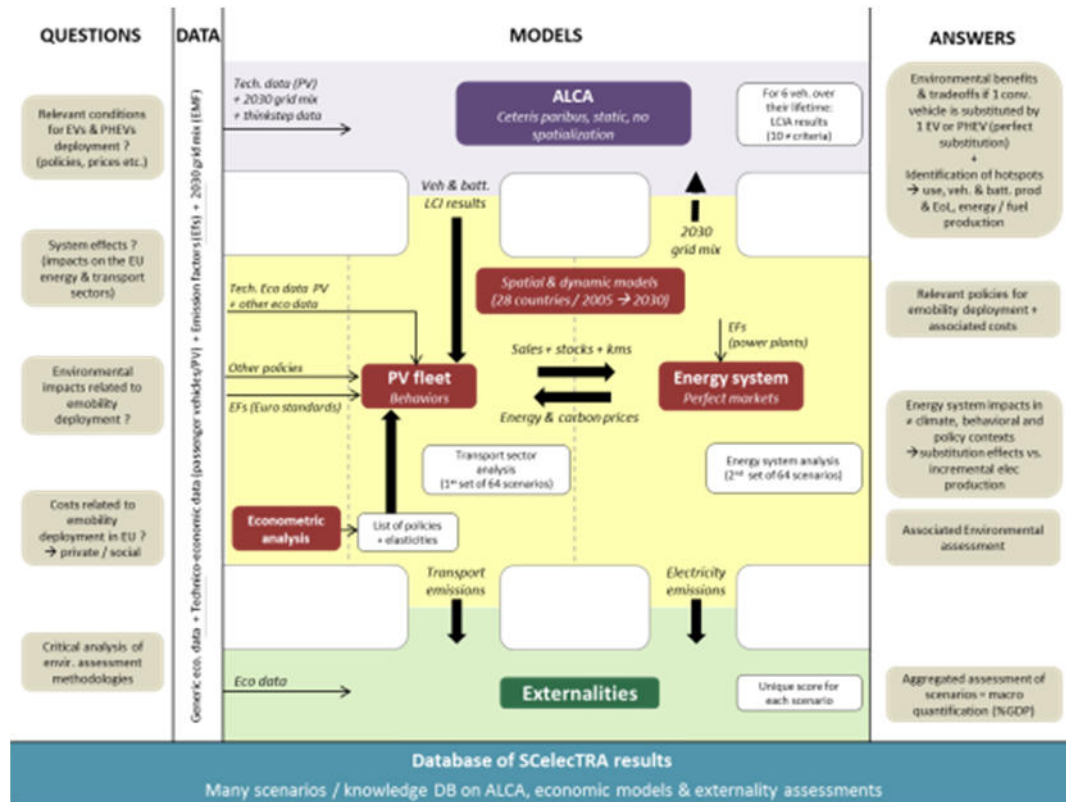 QUESTIONS
DATA
MODELS
ANSWERS
Relevant conditions
for EVs & PHEVs
deployment ?
(policies, prices etc.)
System effects ?
(impacts on the EU
energy & transport
sectors)
Environmental
impacts related to
emobility
deployment ?
Costs related to
emobility
deployment in EU ?
→ private / social
Critical analysis of
envir. assessment
methodologies
Generic eco. data + Technico-economic data (passenger vehicles/PV) + Emission factors (Efs) + 2030 grid mix (EMF)
Tech. data (PV)
+ 2030 grid mix
+ thinkstep data
ALCA
Ceteris paribus, static, no
spatialization
For 6 veh. over
their lifetime:
LCIA results
(10 ≠ criteria)
Veh & batt.
LCI results
2030
grid mix
Spatial & dynamic models
(28 countries / 2005 → 2030)
Tech. Eco data PV
+ other eco data
EFs
(power plants)
Sales + stocks + kms
Other policies
PV fleet
Behaviors
Energy system
Perfect markets
EFs (Euro standards)
Energy & carbon prices
Transport sector
analysis
(1st set of 64 scenarios)
Energy system analysis
(2nd set of 64 scenarios)
Econometric
analysis
List of policies
+ elasticities
Transport
emissions
Electricity
emissions
Eco data
Externalities
Unique score for
each scenario
Environmental benefits
& tradeoffs if 1 conv.
vehicle is substituted by
1 EV or PHEV (perfect
substitution)
+
Identification of hotspots
→ use, veh. & batt. prod
& EoL, energy / fuel
production
Relevant policies for
emobility deployment +
associated costs
Energy system impacts in
≠ climate, behavioral and
policy contexts
→substitution effects vs.
incremental elec
production
Associated Environmental
assessment
Aggregated assessment of
scenarios = macro
quantification (%GDP)
Database of SCelecTRA results
Many scenarios / knowledge DB on ALCA, economic models & externality assessments